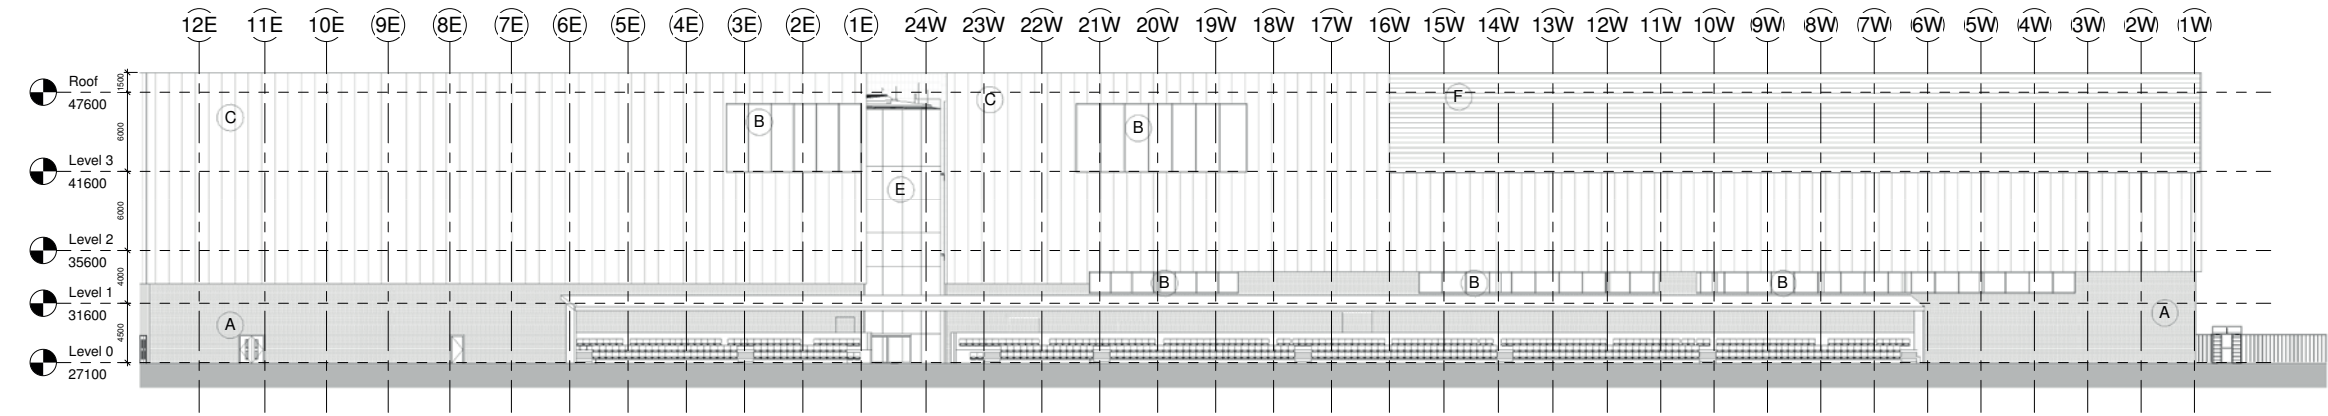 12E 11E 10E 9E 8E 7E 6E 5E 4E 3E 2E 1E 24W 23W 22W 21W 20W 19W 18W 17W 16W 15W 14W 13W 12W 11W 10W 9W 8W 7W 6W 5W 4W 3W 2W 1W
Roof
47600
1500
C
B
C
B
F
6000
Level 3
41600
E
6000
Level 2
35600
4000
B
B
B
Level 1
31600
A
A
4500
Level 0
27100